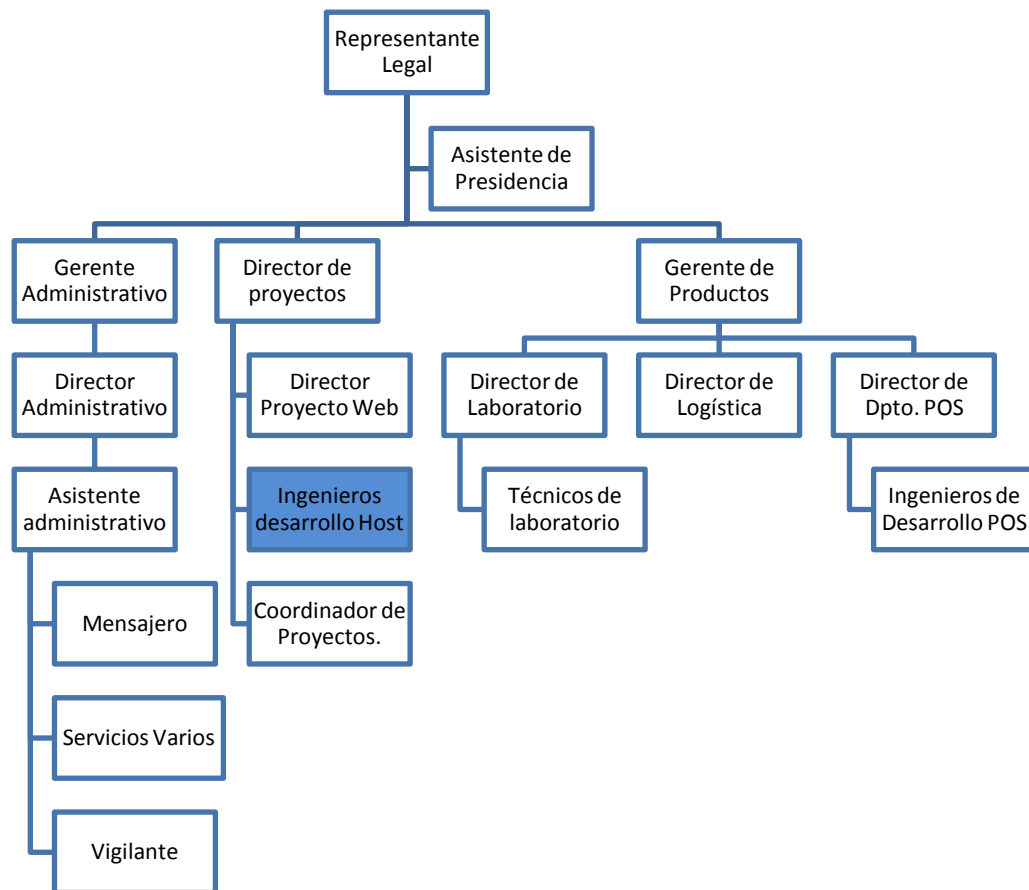 Representante
Legal
Asistente de
Presidencia
Gerente
Administrativo
Director de
proyectos
Gerente de
Productos
Director
Administrativo
Director
Proyecto Web
Director de
Laboratorio
Director de
Logística
Director de
Dpto. POS
Asistente
administrativo
Ingenieros
desarrollo Host
Técnicos de
laboratorio
Ingenieros de
Desarrollo POS
Mensajero
Coordinador de
Proyectos.
Servicios Varios
Vigilante